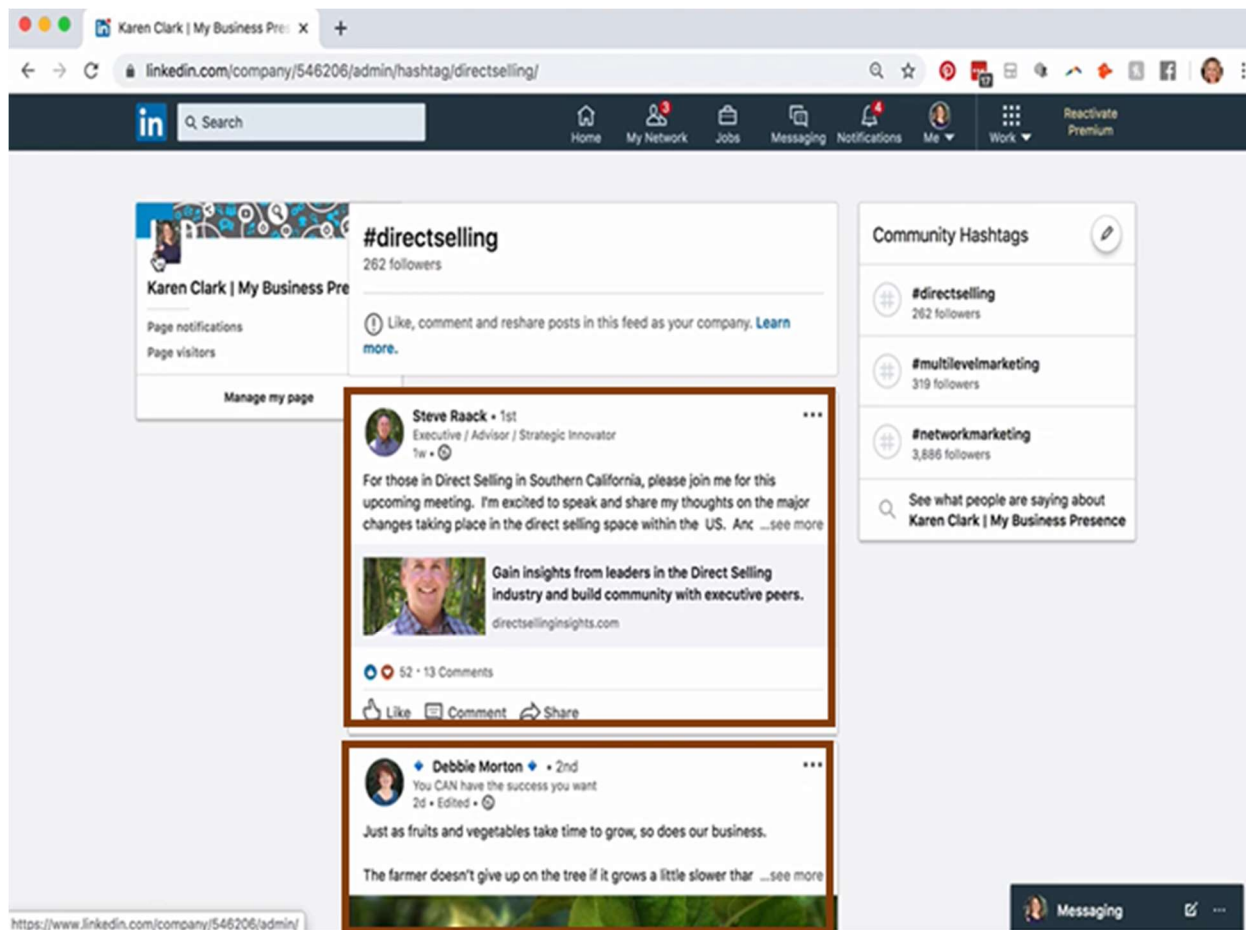 Karen Clark | My Business Pres
linkedin.com/company/546206/admin/hashtag/directselling/
17
in
Search
3
4
Home
My Network
Jobs
Messaging
Notifications
Me
Work
Reactivate
Premium
Karen Clark | My Business Pre
Page notifications
Page visitors
Manage my page
#directselling
262 followers
Like, comment and reshare posts in this feed as your company. Learn
more.
Steve Raack • 1st
Executive / Advisor / Strategic Innovator
1w •
For those in Direct Selling in Southern California, please join me for this
upcoming meeting. I'm excited to speak and share my thoughts on the major
changes taking place in the direct selling space within the US. Anc ...see more
Gain insights from leaders in the Direct Selling
industry and build community with executive peers.
directsellinginsights.com
52 · 13 Comments
Like Comment Share
Debbie Morton • 2nd
You CAN have the success you want
2d • Edited •
Just as fruits and vegetables take time to grow, so does our business.
The farmer doesn't give up on the tree if it grows a little slower thar ...see more
Community Hashtags
#directselling
262 followers
#multilevelmarketing
319 followers
#networkmarketing
3,886 followers
See what people are saying about
Karen Clark | My Business Presence
Messaging
https://www.linkedin.com/company/546206/admin/